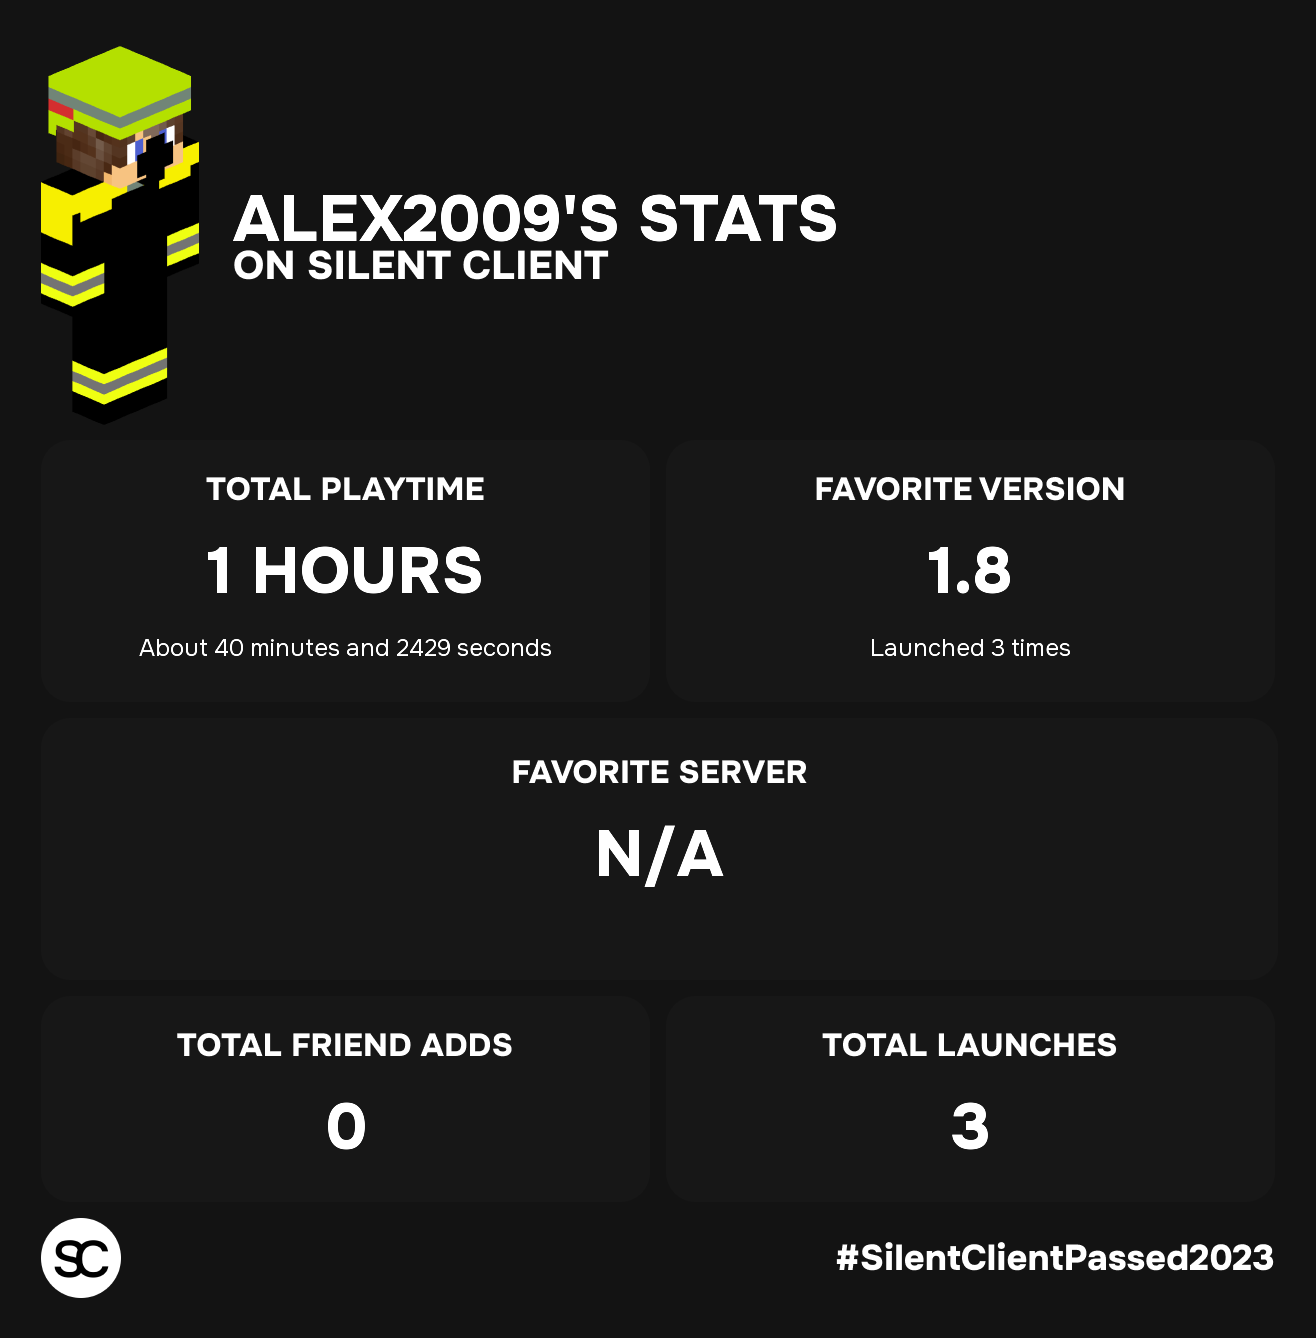 ALEX2009'S STATS
ON SILENT CLIENT
TOTAL PLAYTIME
1 HOURS
About 40 minutes and 2429 seconds
FAVORITE VERSION
1.8
Launched 3 times
FAVORITE SERVER
N/A
TOTAL FRIEND ADDS
0
TOTAL LAUNCHES
3
SC
#SilentClientPassed2023